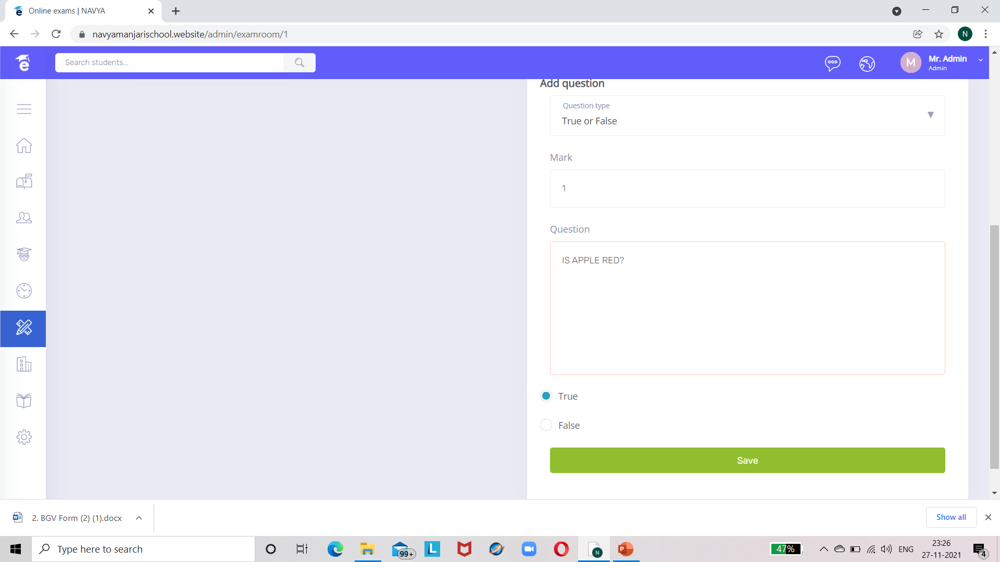 Online exams | NAVYA
navyamanjarischool.website/admin/examroom/1
N
Search students...
M
Mr. Admin
Admin
Add question
Question type
True or False
Mark
1
Question
IS APPLE RED?
True
False
Save
2. BGV Form (2) (1).docx
Show all
Type here to search
99+
L
N
P
47%
ENG
23:26
27-11-2021
4